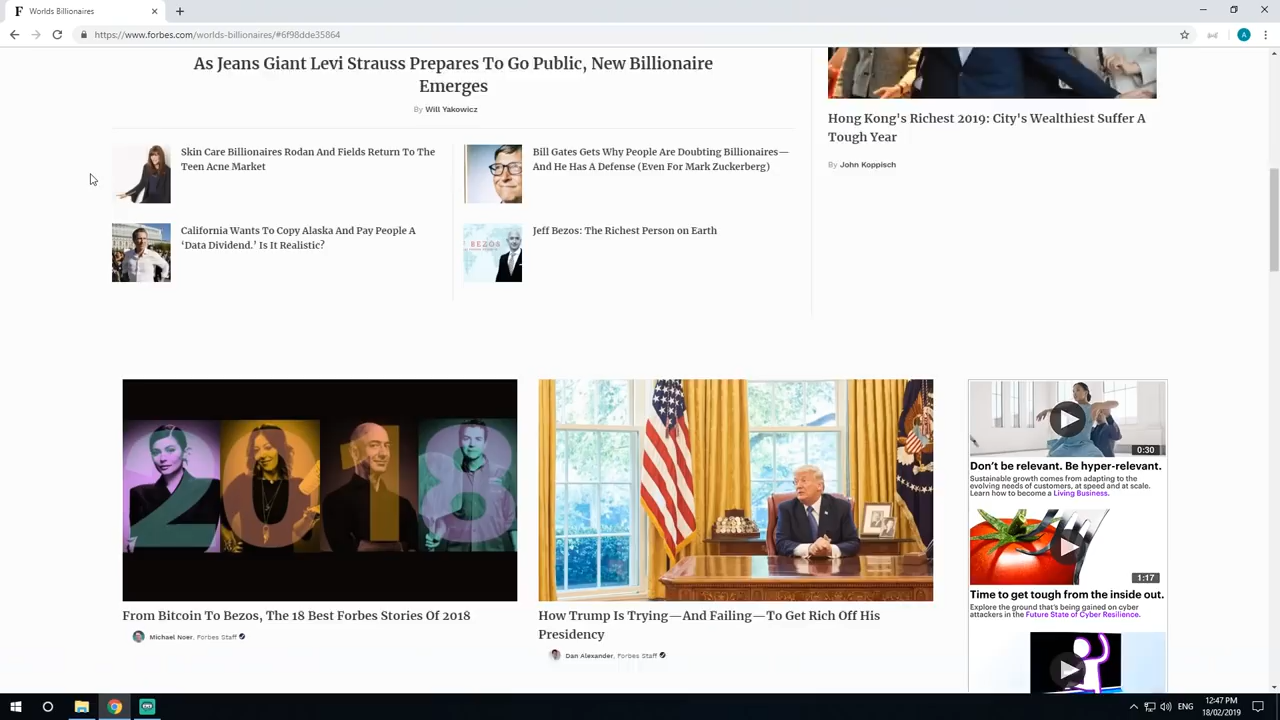 F Worlds Billionaires
https://www.forbes.com/worlds-billionaires/#6f98dde35864
A
As Jeans Giant Levi Strauss Prepares To Go Public, New Billionaire
Emerges
By Will Yakowicz
Skin Care Billionaires Rodan And Fields Return To The
Teen Acne Market
Bill Gates Gets Why People Are Doubting Billionaires—
And He Has A Defense (Even For Mark Zuckerberg)
California Wants To Copy Alaska And Pay People A
‘Data Dividend.’ Is It Realistic?
BEZOS
Jeff Bezos: The Richest Person on Earth
Hong Kong's Richest 2019: City's Wealthiest Suffer A
Tough Year
By John Koppisch
2018
From Bitcoin To Bezos, The 18 Best Forbes Stories Of 2018
Michael Noer, Forbes Staff
How Trump Is Trying—And Failing—To Get Rich Off His
Presidency
Dan Alexander, Forbes Staff
0:30
Don't be relevant. Be hyper-relevant.
Sustainable growth comes from adapting to the
evolving needs of customers, at speed and at scale.
Learn how to become a Living Business.
1:17
Time to get tough from the inside out.
Explore the ground that's being gained on cyber
attackers in the Future State of Cyber Resilience.
ENG
12:47 PM
18/02/2019